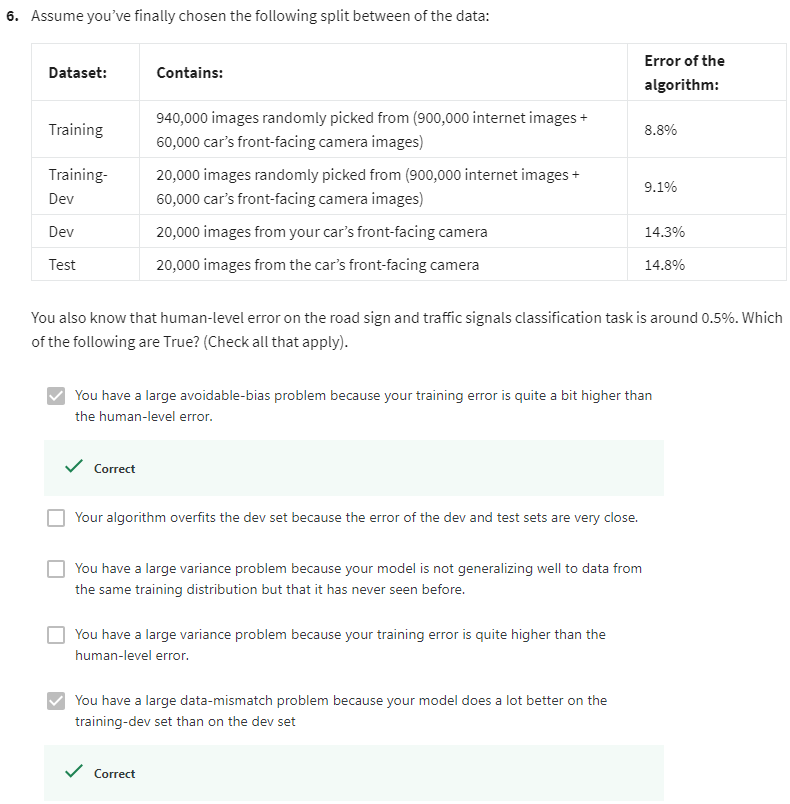 6. Assume you've finally chosen the following split between of the data:
Dataset: Contains: Error of the
algorithm:
Training 940,000 images randomly picked from (900,000 internet images +
60,000 car's front-facing camera images) 8.8%
Training-
Dev 20,000 images randomly picked from (900,000 internet images +
60,000 car's front-facing camera images) 9.1%
Dev 20,000 images from your car's front-facing camera 14.3%
Test 20,000 images from the car's front-facing camera 14.8%
You also know that human-level error on the road sign and traffic signals classification task is around 0.5%. Which
of the following are True? (Check all that apply).
You have a large avoidable-bias problem because your training error is quite a bit higher than
the human-level error.
Correct
Your algorithm overfits the dev set because the error of the dev and test sets are very close.
You have a large variance problem because your model is not generalizing well to data from
the same training distribution but that it has never seen before.
You have a large variance problem because your training error is quite higher than the
human-level error.
You have a large data-mismatch problem because your model does a lot better on the
training-dev set than on the dev set
Correct